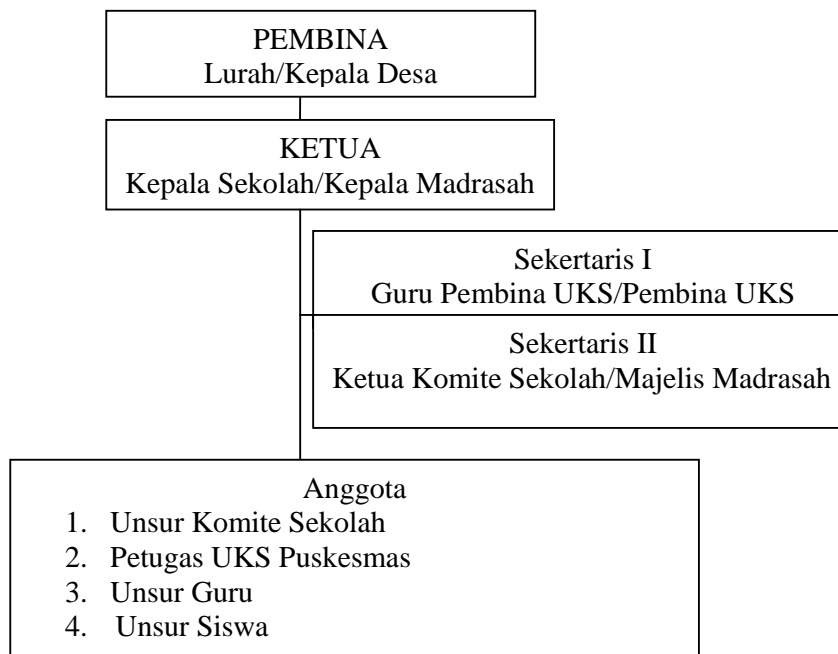 PEMBINA
Lurah/Kepala Desa
KETUA
Kepala Sekolah/Kepala Madrasah
Sekertaris I
Guru Pembina UKS/Pembina UKS
Sekertaris II
Ketua Komite Sekolah/Majelis Madrasah
Anggota
1. Unsur Komite Sekolah
2. Petugas UKS Puskesmas
3. Unsur Guru
4. Unsur Siswa